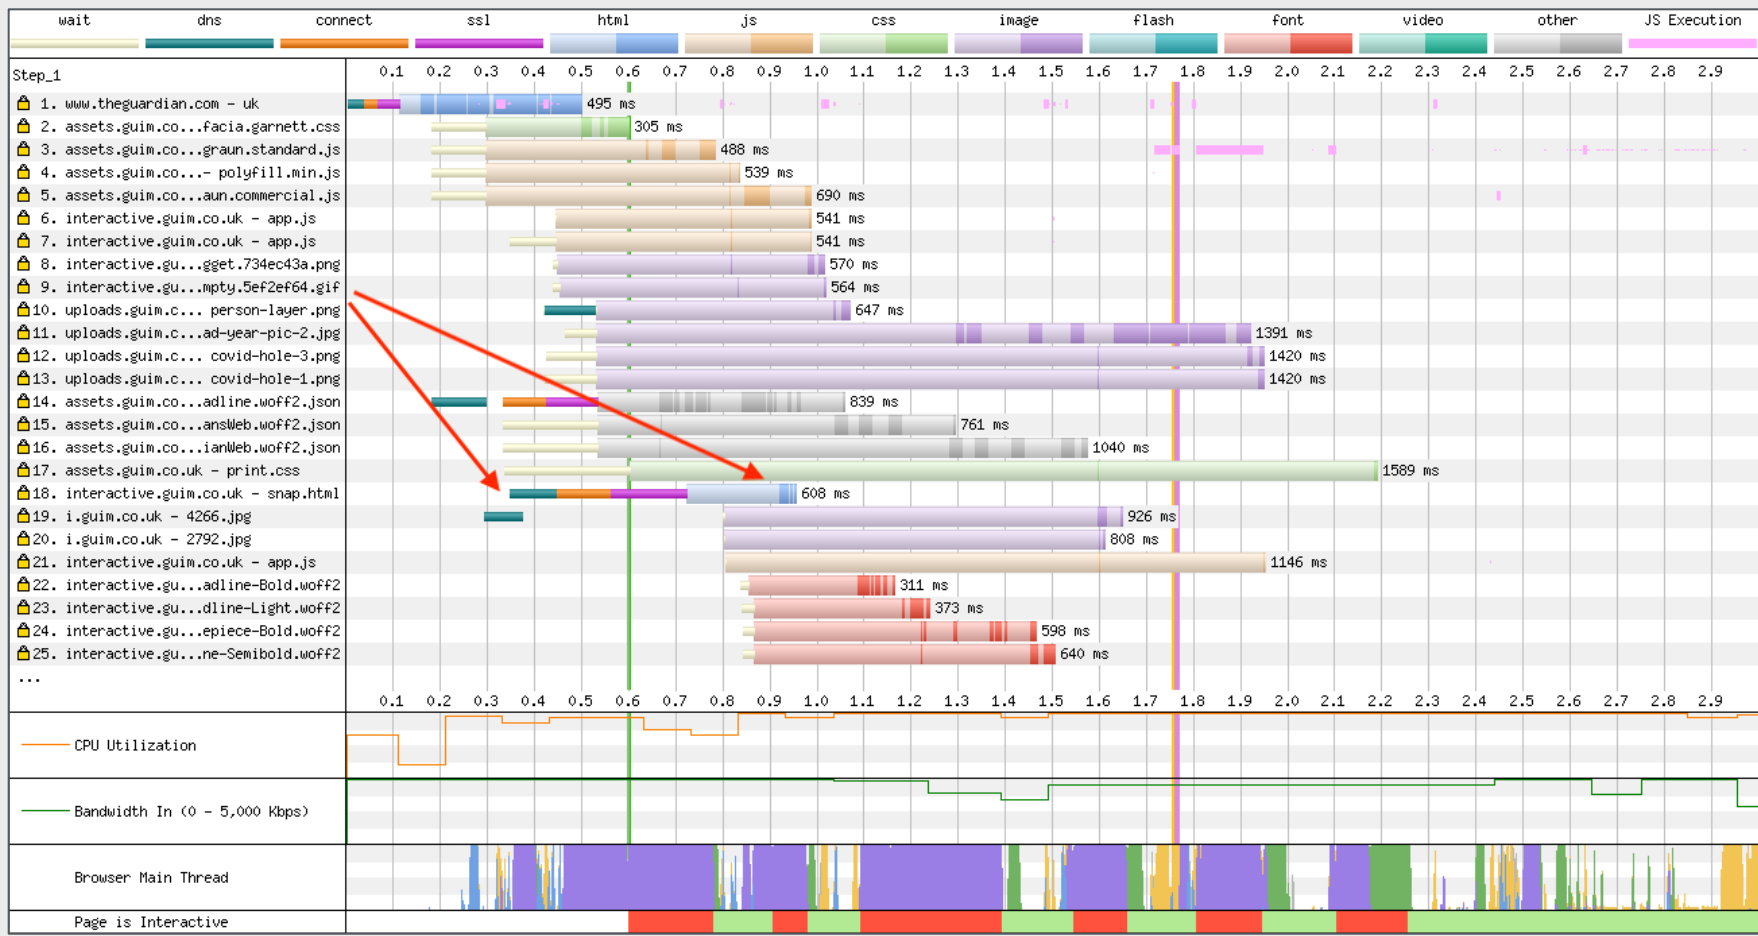 wait dns connect ssl html js css image flash font video other JS Execution
Step_1 0.1 0.2 0.3 0.4 0.5 0.6 0.7 0.8 0.9 1.0 1.1 1.2 1.3 1.4 1.5 1.6 1.7 1.8 1.9 2.0 2.1 2.2 2.3 2.4 2.5 2.6 2.7 2.8 2.9
1. www.theguardian.com - uk 495 ms
2. assets.guim.co...facia.garnett.css 305 ms
3. assets.guim.co...graun.standard.js 488 ms
4. assets.guim.co...- polyfill.min.js 539 ms
5. assets.guim.co...aun.commercial.js 690 ms
6. interactive.guim.co.uk - app.js 541 ms
7. interactive.guim.co.uk - app.js 541 ms
8. interactive.gu...gget.734ec43a.png 570 ms
9. interactive.gu...mpty.5ef2ef64.gif 564 ms
10. uploads.guim.c... person-layer.png 647 ms
11. uploads.guim.c...ad-year-pic-2.jpg 1391 ms
12. uploads.guim.c... covid-hole-3.png 1420 ms
13. uploads.guim.c... covid-hole-1.png 1420 ms
14. assets.guim.co...adline.woff2.json 839 ms
15. assets.guim.co...ansWeb.woff2.json 761 ms
16. assets.guim.co...ianWeb.woff2.json 1040 ms
17. assets.guim.co.uk - print.css 1589 ms
18. interactive.guim.co.uk - snap.html 608 ms
19. i.guim.co.uk - 4266.jpg 926 ms
20. i.guim.co.uk - 2792.jpg 808 ms
21. interactive.guim.co.uk - app.js 1146 ms
22. interactive.gu...adline-Bold.woff2 311 ms
23. interactive.gu...dline-Light.woff2 373 ms
24. interactive.gu...epiece-Bold.woff2 598 ms
25. interactive.gu...ne-Semibold.woff2 640 ms
...
0.1 0.2 0.3 0.4 0.5 0.6 0.7 0.8 0.9 1.0 1.1 1.2 1.3 1.4 1.5 1.6 1.7 1.8 1.9 2.0 2.1 2.2 2.3 2.4 2.5 2.6 2.7 2.8 2.9
CPU Utilization
Bandwidth In (0 - 5,000 Kbps)
Browser Main Thread
Page is Interactive